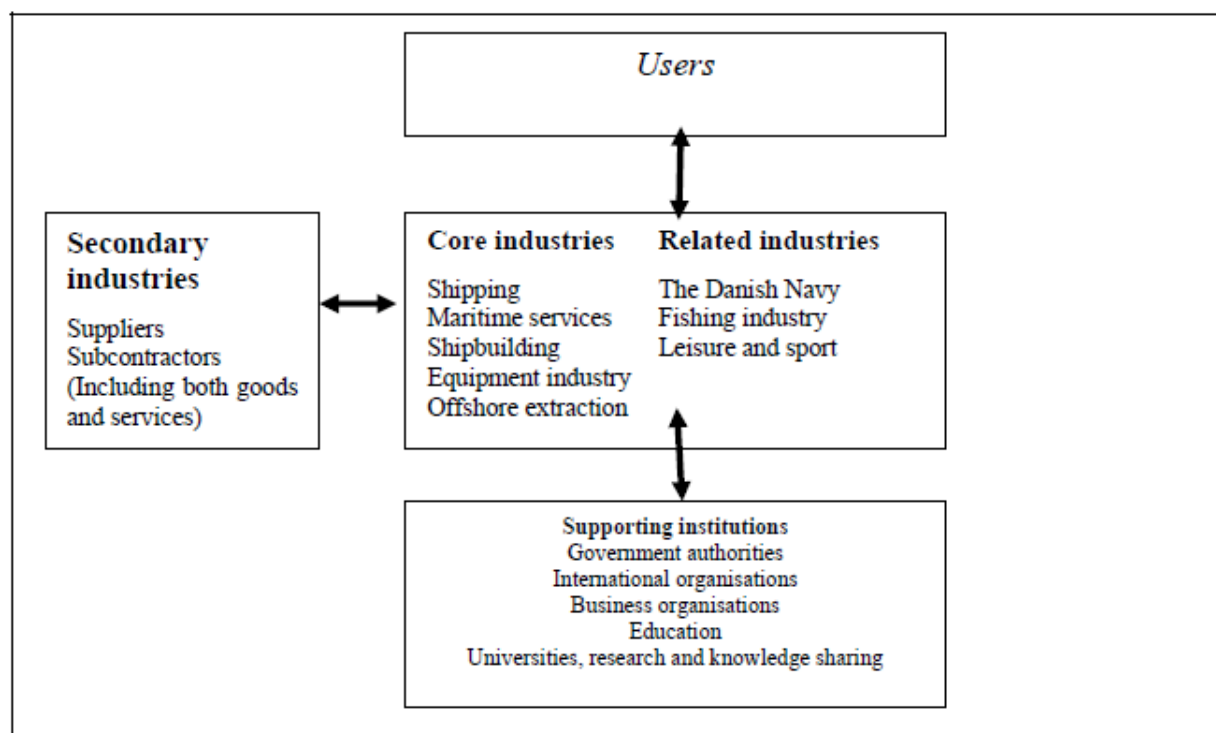 Users
Secondary
industries
Suppliers
Subcontractors
(Including both goods
and services)
Core industries
Shipping
Maritime services
Shipbuilding
Equipment industry
Offshore extraction
Related industries
The Danish Navy
Fishing industry
Leisure and sport
Supporting institutions
Government authorities
International organisations
Business organisations
Education
Universities, research and knowledge sharing